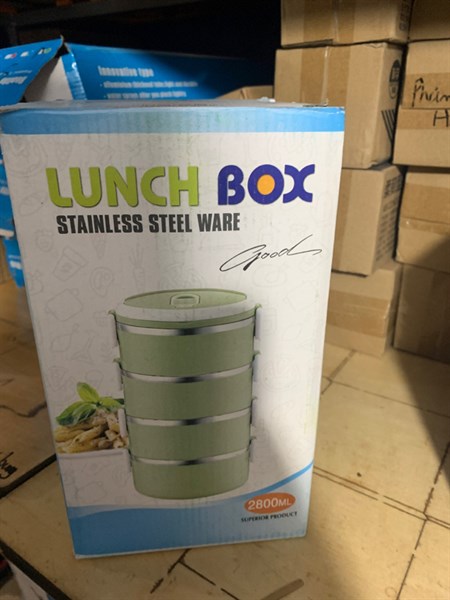 Innovative type
LUNCH BOX
STAINLESS STEEL WARE
Good
2800ML
SUPERIOR PRODUCT